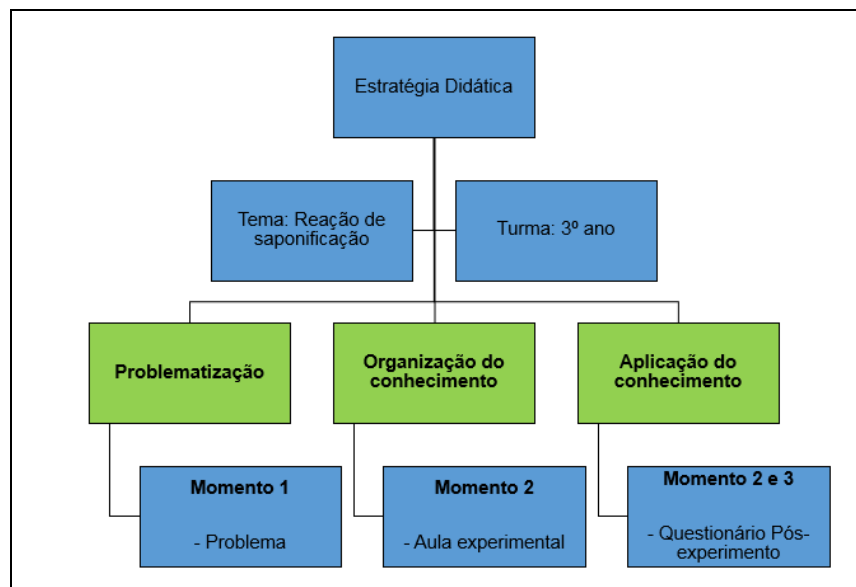 Estratégia Didática
Tema: Reação de
saponificação
Turma: 3º ano
Problematização
Organização do
conhecimento
Aplicação do
conhecimento
Momento 1
- Problema
Momento 2
- Aula experimental
Momento 2 e 3
- Questionário Pós-
experimento